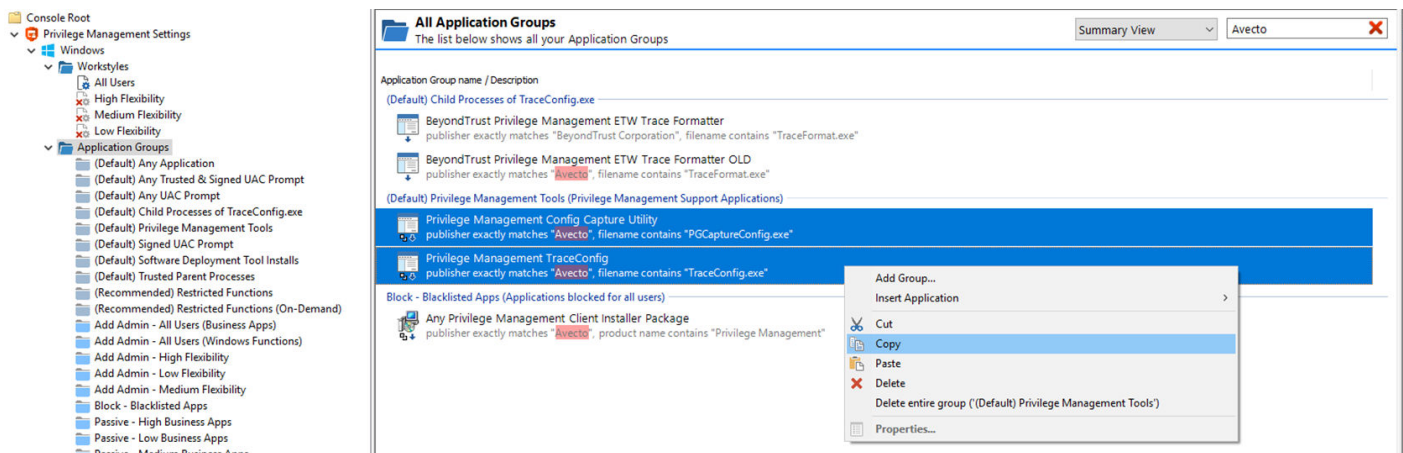 Console Root
Privilege Management Settings
Windows
Workstyles
All Users
High Flexibility
Medium Flexibility
Low Flexibility
Application Groups
(Default) Any Application
(Default) Any Trusted & Signed UAC Prompt
(Default) Any UAC Prompt
(Default) Child Processes of TraceConfig.exe
(Default) Privilege Management Tools
(Default) Signed UAC Prompt
(Default) Software Deployment Tool Installs
(Default) Trusted Parent Processes
(Recommended) Restricted Functions
(Recommended) Restricted Functions (On-Demand)
Add Admin - All Users (Business Apps)
Add Admin - All Users (Windows Functions)
Add Admin - High Flexibility
Add Admin - Low Flexibility
Add Admin - Medium Flexibility
Block - Blacklisted Apps
Passive - High Business Apps
Passive - Low Business Apps
Passive - Medium Business Apps
All Application Groups
The list below shows all your Application Groups
Summary View
Avecto
Application Group name / Description
(Default) Child Processes of TraceConfig.exe
BeyondTrust Privilege Management ETW Trace Formatter
publisher exactly matches "BeyondTrust Corporation", filename contains "TraceFormat.exe"
BeyondTrust Privilege Management ETW Trace Formatter OLD
publisher exactly matches "Avecto", filename contains "TraceFormat.exe"
(Default) Privilege Management Tools (Privilege Management Support Applications)
Privilege Management Config Capture Utility
publisher exactly matches "Avecto", filename contains "PGCaptureConfig.exe"
Privilege Management TraceConfig
publisher exactly matches "Avecto", filename contains "TraceConfig.exe"
Block - Blacklisted Apps (Applications blocked for all users)
Any Privilege Management Client Installer Package
publisher exactly matches "Avecto", product name contains "Privilege Management"
Add Group...
Insert Application
Cut
Copy
Paste
Delete
Delete entire group ('(Default) Privilege Management Tools')
Properties...